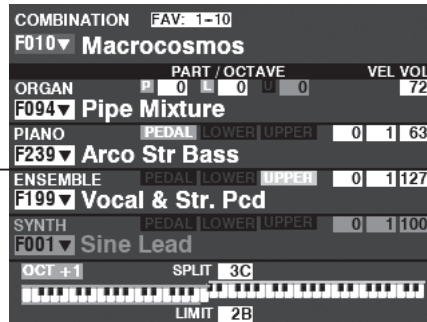 COMBINATION FAV: 1-10
F010▼ Macrocosmos
PART / OCTAVE VEL VOL
ORGAN P 0 L 0 U 0 72
F094▼ Pipe Mixture
PIANO PEDAL LOWER UPPER 0 1 63
F239▼ Arco Str Bass
ENSEMBLE PEDAL LOWER UPPER 0 1 127
F199▼ Vocal & Str. Pcd
SYNTH PEDAL LOWER UPPER 0 1 100
F001▼ Sine Lead
OCT +1 SPLIT 3C
LIMIT 2B